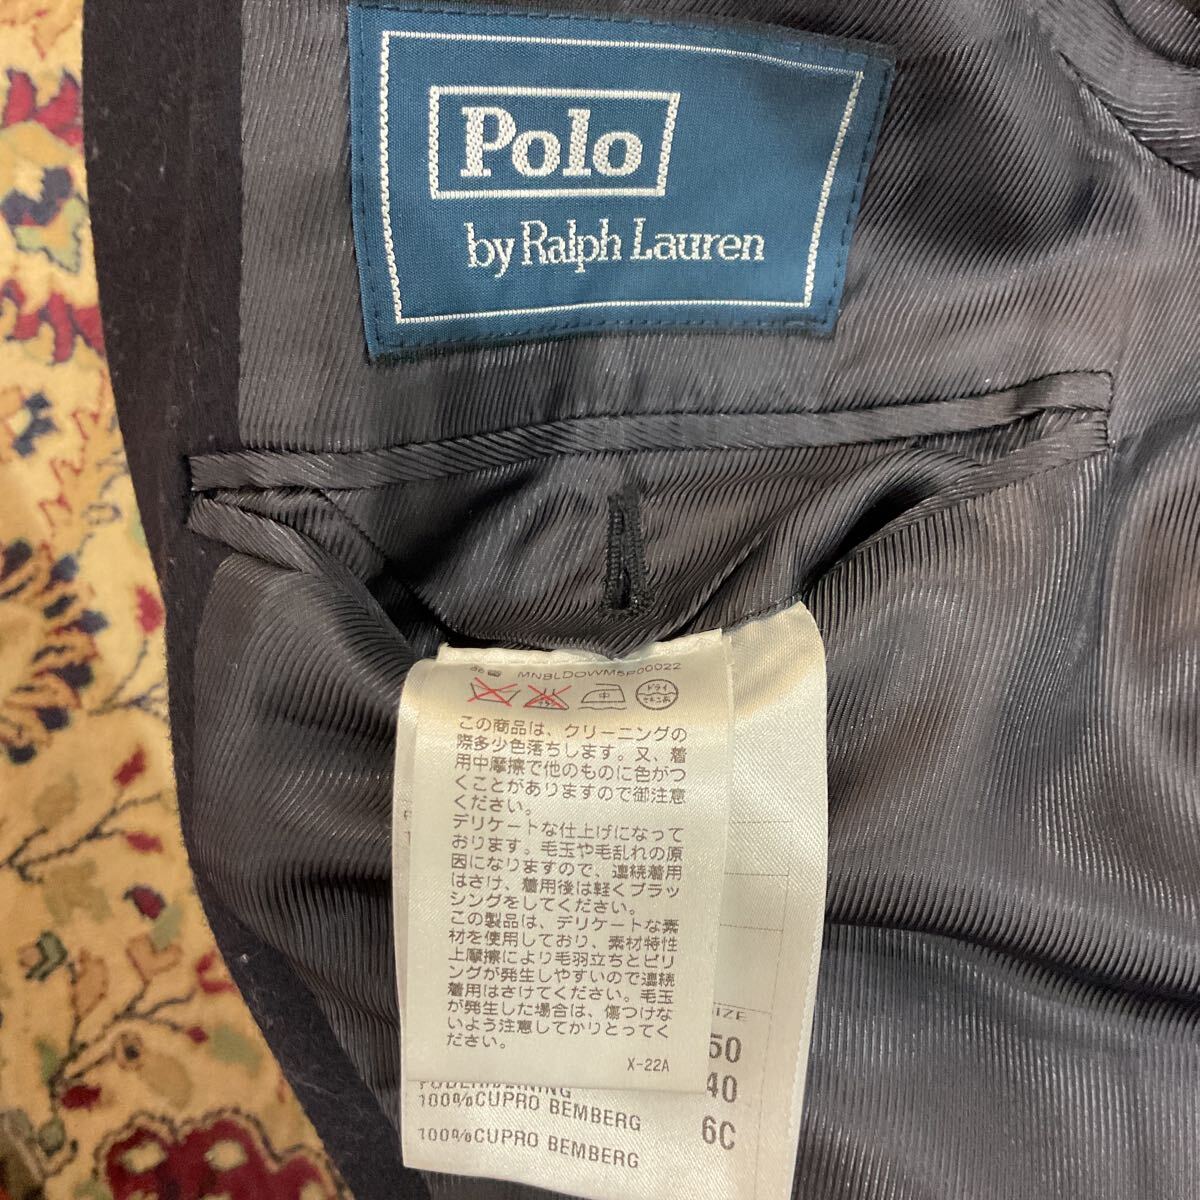 Polo
by Ralph Lauren
MNBLDOWM5P00022
中
ドライ
この商品は、クリーニングの
際多少色落ちします。又、着
用中摩擦で他のものに色がつ
くことがありますので御注意
ください。
デリケートな仕上げになって
おります。毛玉や毛乱れの原
因になりますので、連続着用
はさけ、着用後は軽くブラッ
シングをしてください。
この製品は、デリケートな素
材を使用しており、素材特性
上摩擦により毛羽立ちとピリ
ングが発生しやすいので連続
着用はさけてください。毛玉
が発生した場合は、傷つけな
いよう注意してかりとってく
ださい。
X-22A
IZE
50
40
6C
100%CUPRO BEMBERG
100%CUPRO BEMBERG